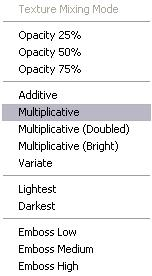 Texture Mixing Mode
Opacity 25%
Opacity 50%
Opacity 75%
Additive
Multiplicative
Multiplicative (Doubled)
Multiplicative (Bright)
Variate
Lightest
Darkest
Emboss Low
Emboss Medium
Emboss High